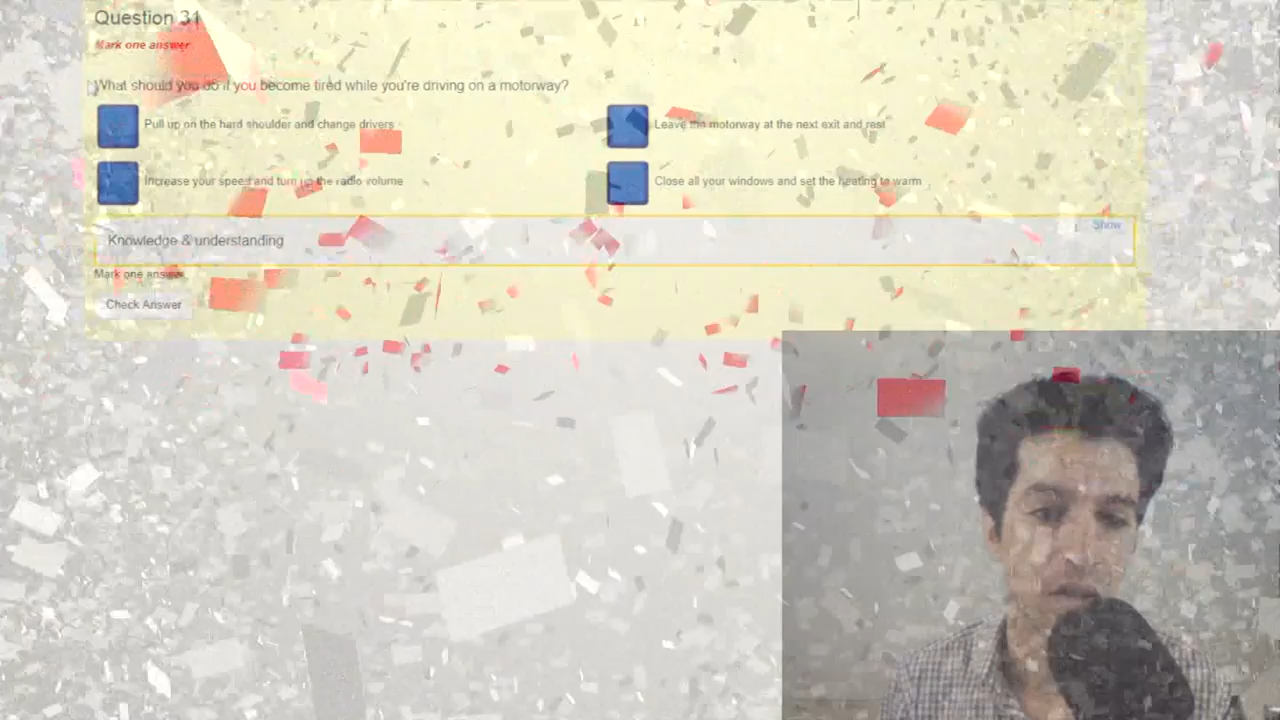 Question 31
Mark one answer
What should you do if you become tired while you're driving on a motorway?
Pull up on the hard shoulder and change drivers
Leave the motorway at the next exit and rest
Increase your speed and turn up the radio volume
Close all your windows and set the heating to warm
Knowledge & understanding
Show
Mark one answer
Check Answer